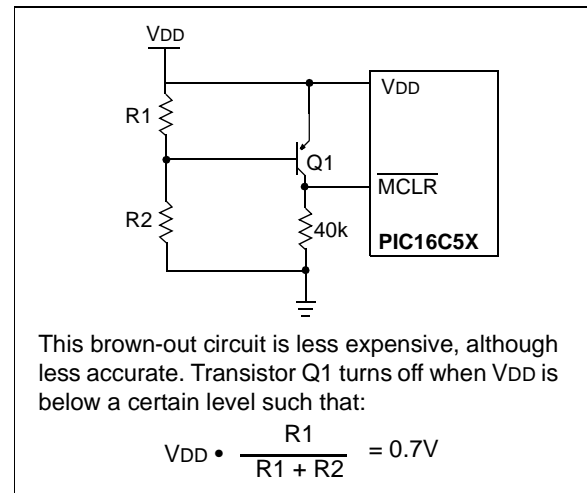 VDD
VDD
R1
Q1
MCLR
R2
40k
PIC16C5X
This brown-out circuit is less expensive, although
less accurate. Transistor Q1 turns off when VDD is
below a certain level such that:
VDD • R1 / R1 + R2 = 0.7V